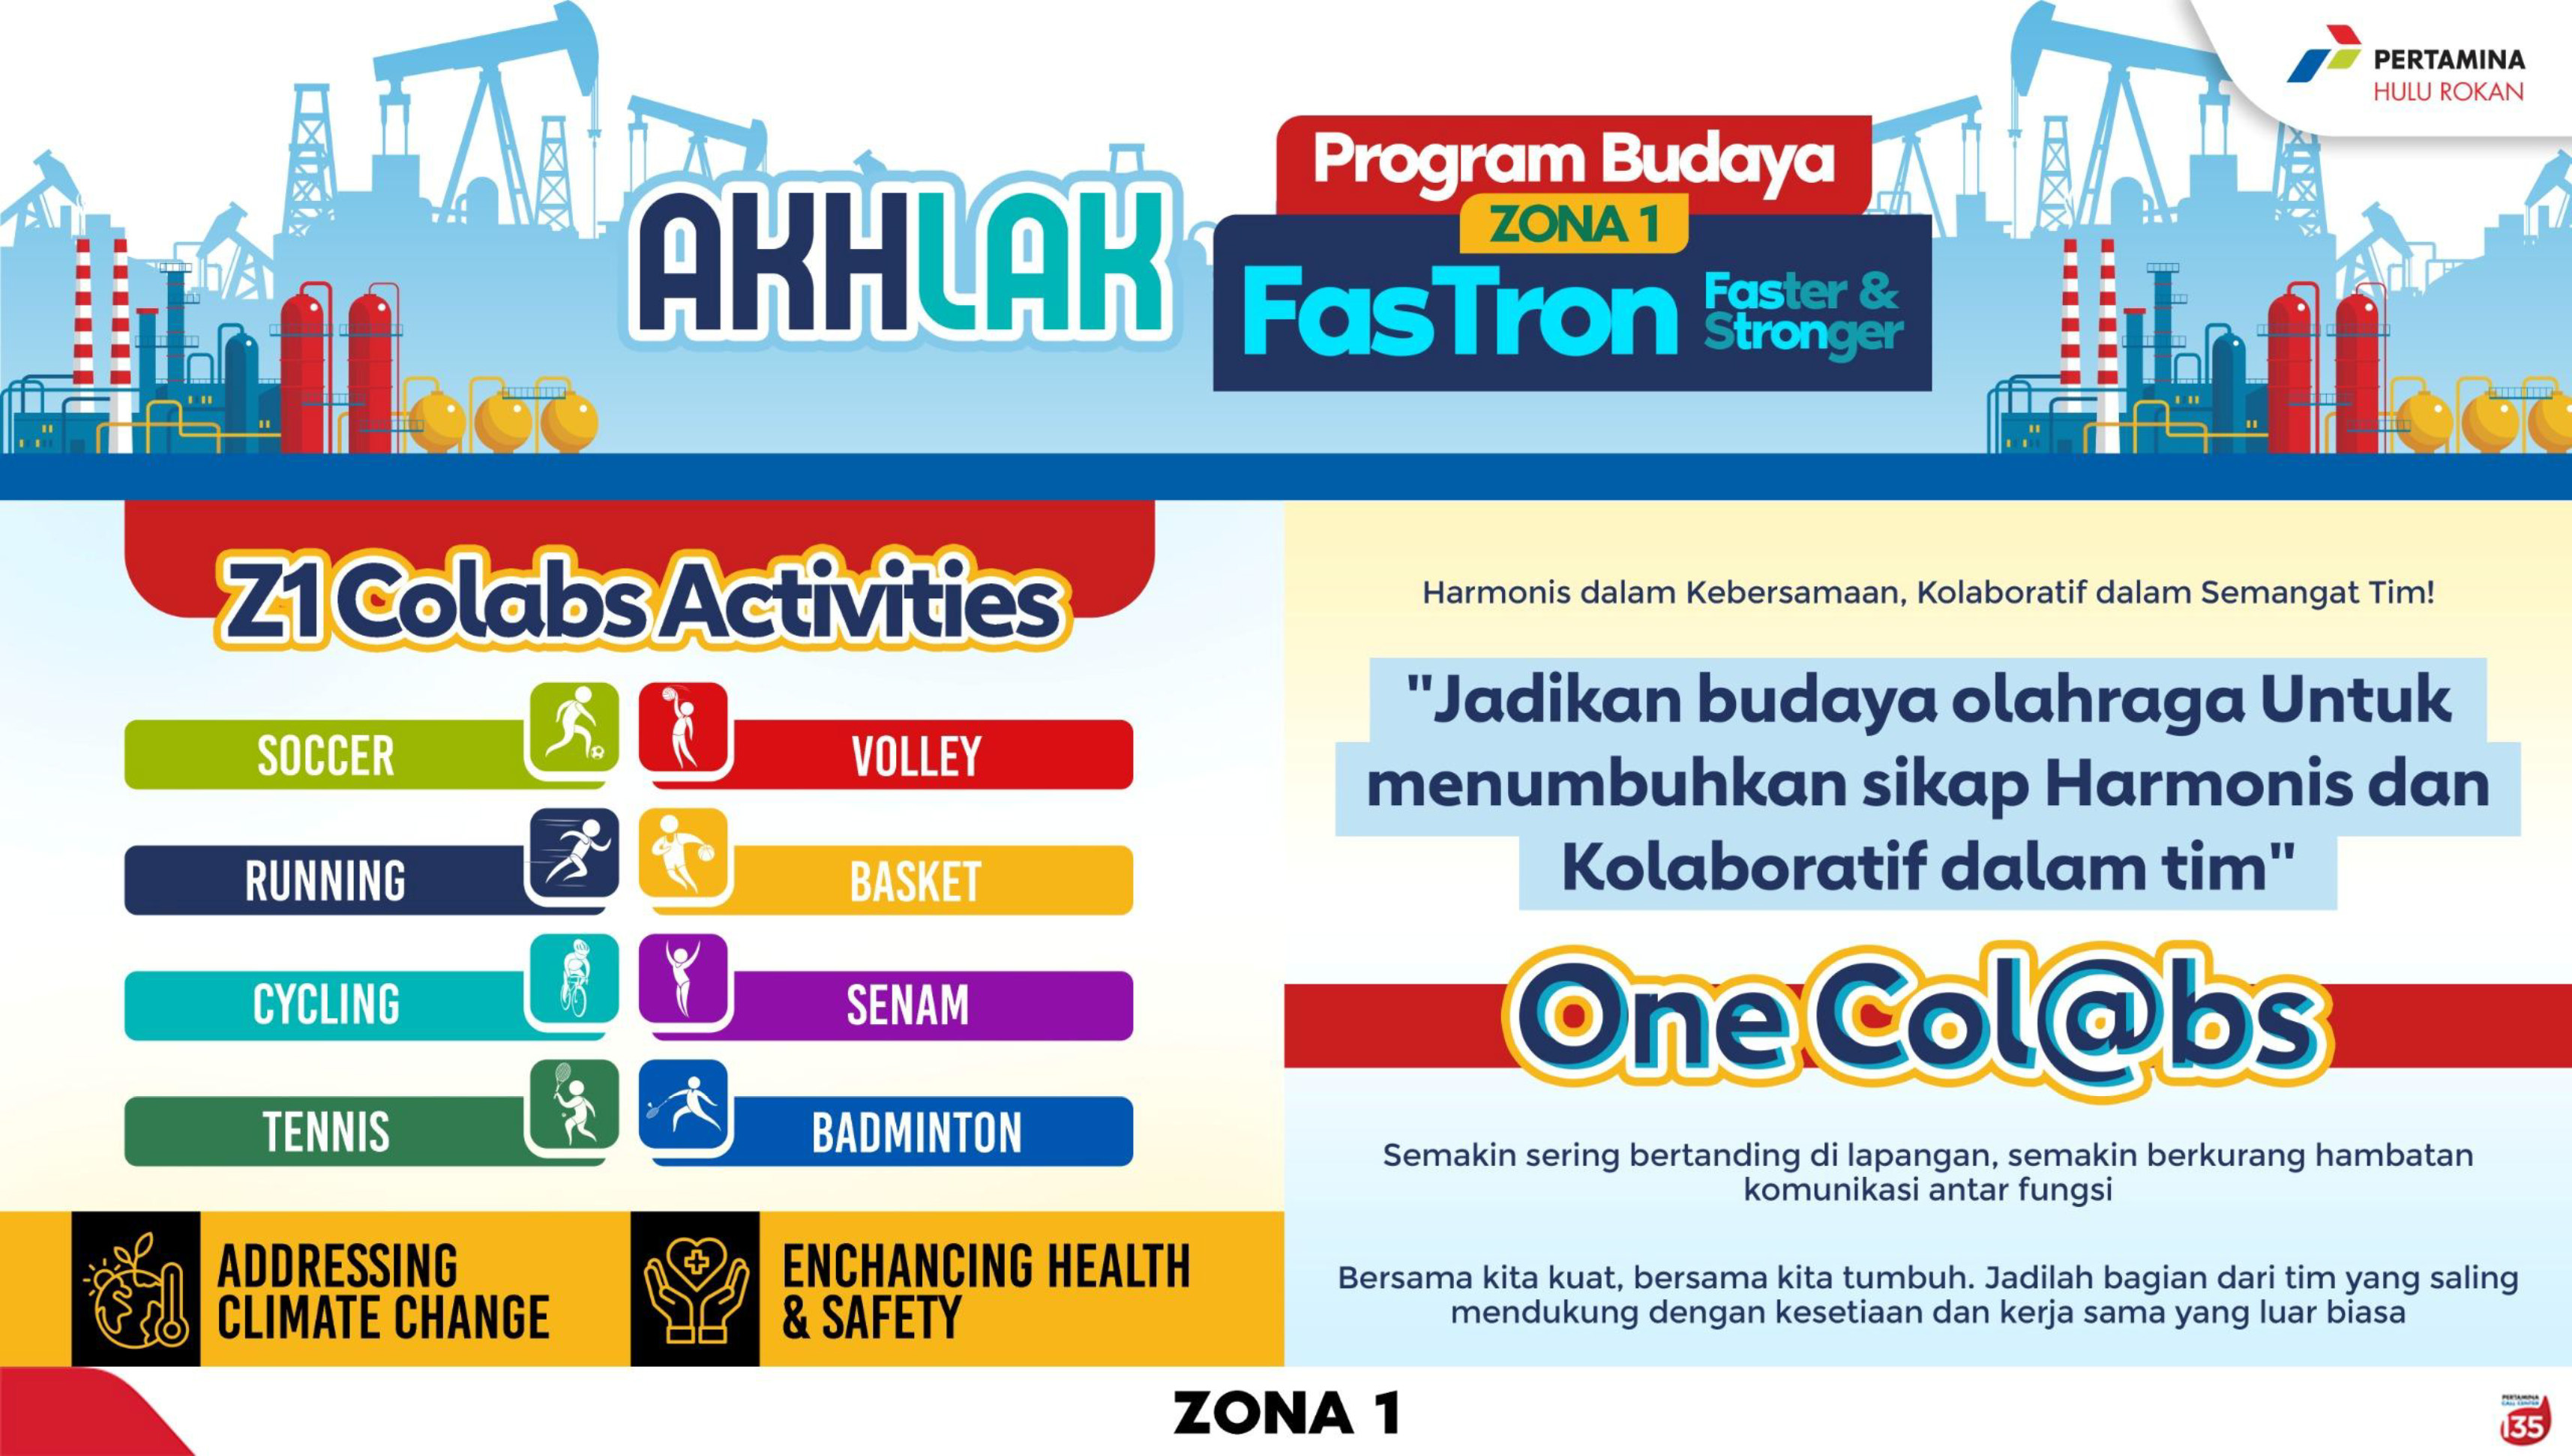 PERTAMINA
HULU ROKAN
AKHLAK
Program Budaya
ZONA 1
FasTron
Faster &
Stronger
Z1 Colabs Activities
SOCCER
VOLLEY
RUNNING
BASKET
CYCLING
SENAM
TENNIS
BADMINTON
ADDRESSING
CLIMATE CHANGE
ENCHANCING HEALTH
& SAFETY
Harmonis dalam Kebersamaan, Kolaboratif dalam Semangat Tim!
"Jadikan budaya olahraga Untuk
menumbuhkan sikap Harmonis dan
Kolaboratif dalam tim"
One Col@bs
Semakin sering bertanding di lapangan, semakin berkurang hambatan
komunikasi antar fungsi
Bersama kita kuat, bersama kita tumbuh. Jadilah bagian dari tim yang saling
mendukung dengan kesetiaan dan kerja sama yang luar biasa
ZONA 1
PERTAMINA
CALL CENTER
135